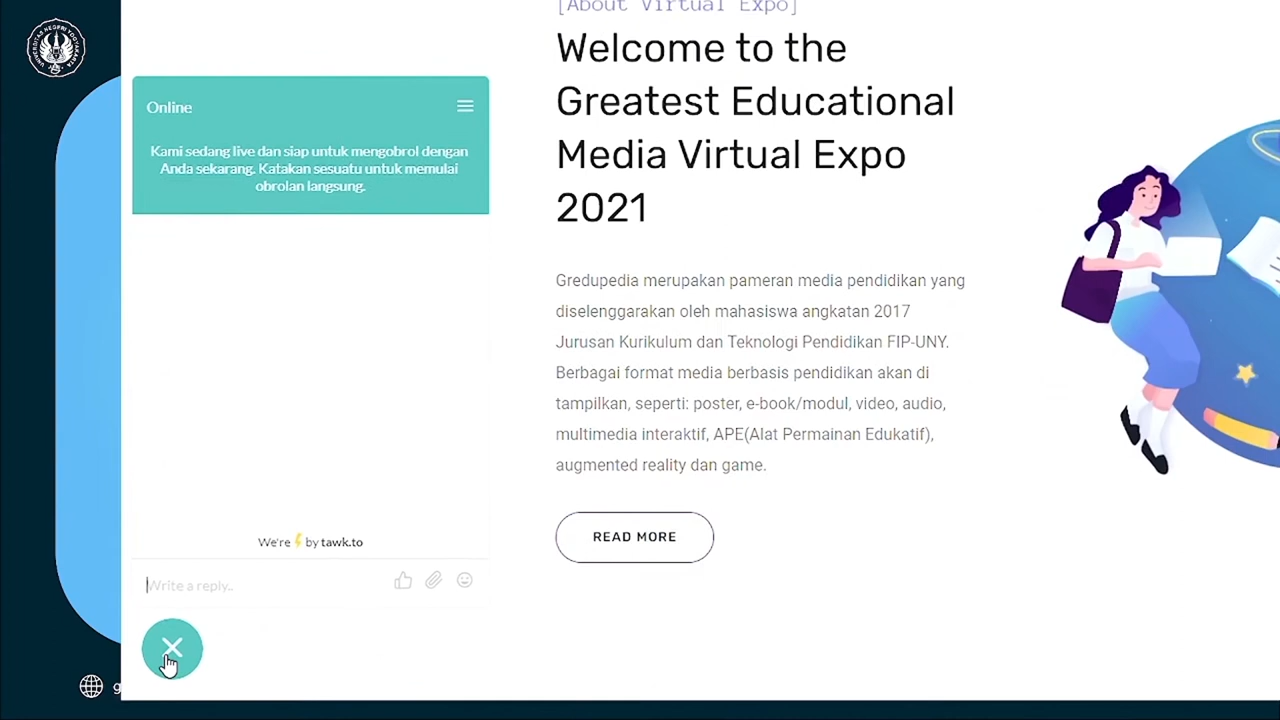 UNIVERSITAS NEGERI YOGYAKARTA
[About Virtual Expo]
Welcome to the
Greatest Educational
Media Virtual Expo
2021
Gredupedia merupakan pameran media pendidikan yang
diselenggarakan oleh mahasiswa angkatan 2017
Jurusan Kurikulum dan Teknologi Pendidikan FIP-UNY.
Berbagai format media berbasis pendidikan akan di
tampilkan, seperti: poster, e-book/modul, video, audio,
multimedia interaktif, APE(Alat Permainan Edukatif),
augmented reality dan game.
READ MORE
Online
Kami sedang live dan siap untuk mengobrol dengan
Anda sekarang. Katakan sesuatu untuk memulai
obrolan langsung.
We're ⚡ by tawk.to
Write a reply..
g